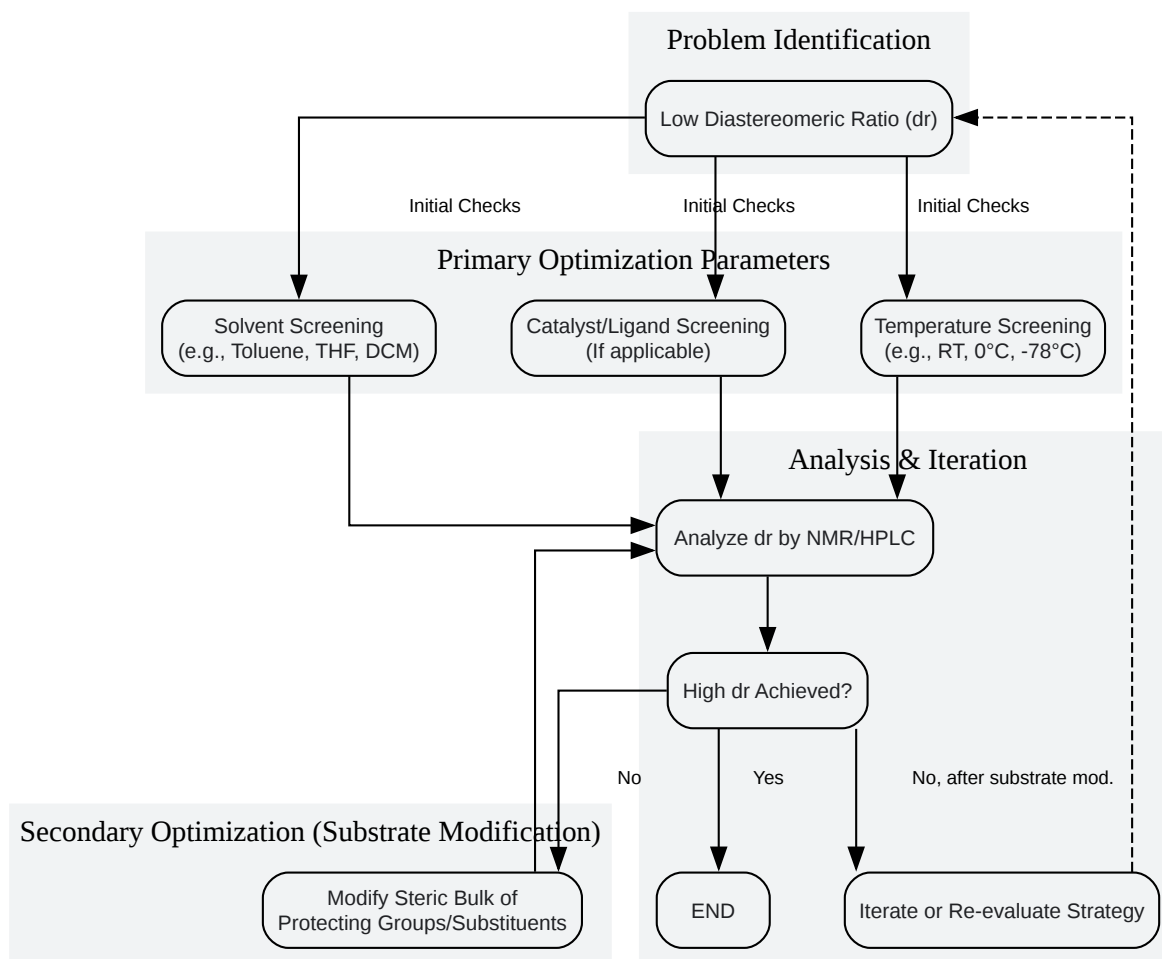 Problem Identification
Low Diastereomeric Ratio (dr)
Initial Checks
Initial Checks
Initial Checks
Primary Optimization Parameters
Solvent Screening
(e.g., Toluene, THF, DCM)
Catalyst/Ligand Screening
(If applicable)
Temperature Screening
(e.g., RT, 0°C, -78°C)
Analysis & Iteration
Analyze dr by NMR/HPLC
High dr Achieved?
No
Yes
No, after substrate mod.
Secondary Optimization (Substrate Modification)
Modify Steric Bulk of
Protecting Groups/Substituents
END
Iterate or Re-evaluate Strategy